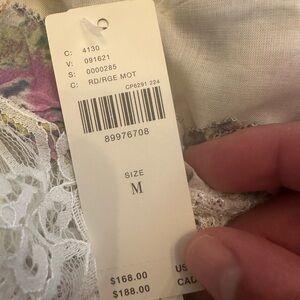 C: 4130
V: 091621
S: 0000285
C: RD/RGE MOT
CP6291 224
89976708
SIZE
M
$168.00 US
$188.00 CAD